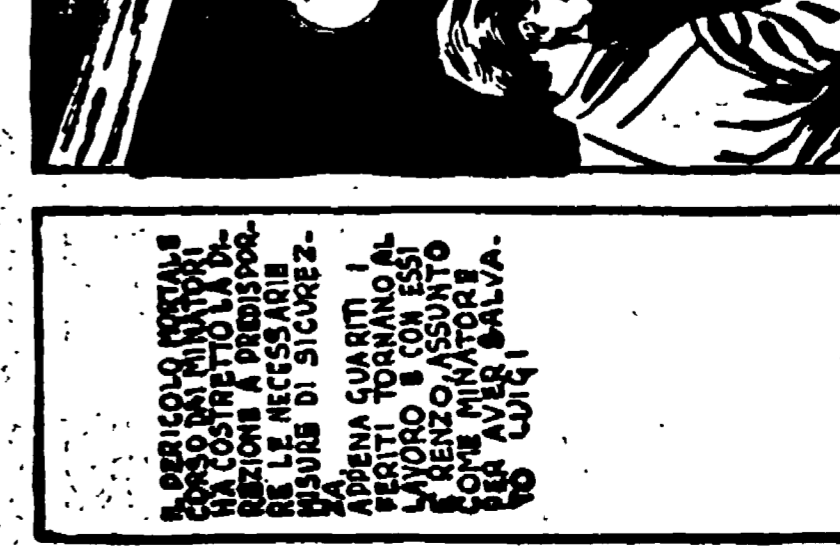 IL PERICOLO MORTALE
CORSO DAI MINATORI
HA COSTRETTO LA DI-
REZIONE A PREDISPOR-
RE LE NECESSARIE
MISURE DI SICUREZ-
ZA.
APPENA GUARITI I
FERITI TORNANO AL
LAVORO E CON ESSI
È RENZO, ASSUNTO
COME MINATORE
PER AVER SALVA-
TO LUIGI